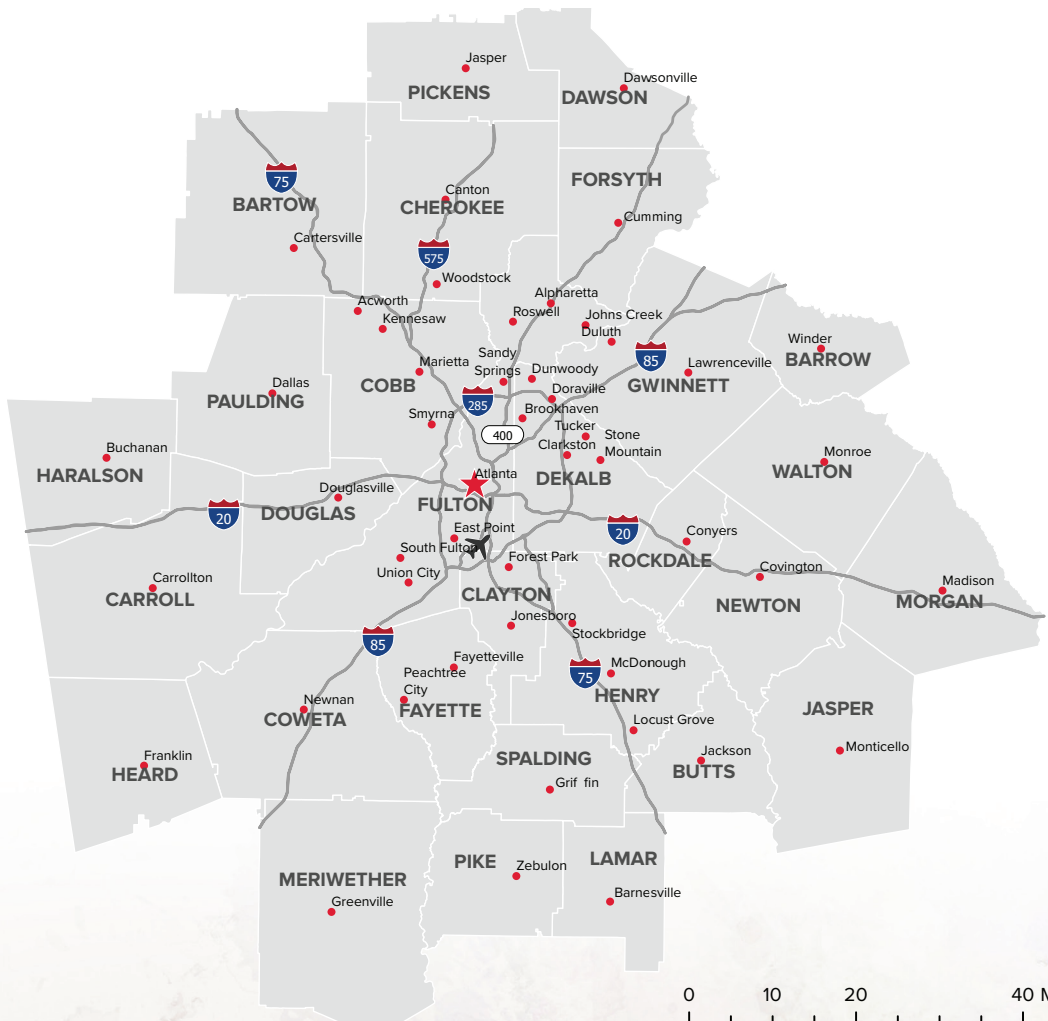 Jasper
PICKENS
Dawsonville
DAWSON
75
BARTOW
Canton
CHEROKEE
FORSYTH
Cumming
Cartersville
575
Woodstock
Acworth
Kennesaw
Alpharetta
Roswell
Johns Creek
Duluth
85
Winder
BARROW
Marietta
COBB
Sandy
Springs
Dunwoody
Lawrenceville
GWINNETT
Dallas
PAULDING
285
Doraville
Smyrna
Brookhaven
400
Tucker
Clarkston
Stone
Mountain
Buchanan
HARALSON
Monroe
WALTON
Atlanta
DEKALB
FULTON
Douglasville
DOUGLAS
20
East Point
20
Conyers
ROCKDALE
South Fulton
Union City
Forest Park
Covington
Carrollton
CARROLL
CLAYTON
NEWTON
Madison
MORGAN
Jonesboro
Stockbridge
85
Fayetteville
Peachtree
City
FAYETTE
75
McDonough
HENRY
Newnan
COWETA
Locust Grove
JASPER
Monticello
Franklin
HEARD
SPALDING
Grif fin
Jackson
BUTTS
PIKE
Zebulon
LAMAR
Barnesville
MERIWETHER
Greenville
0 10 20 40 M